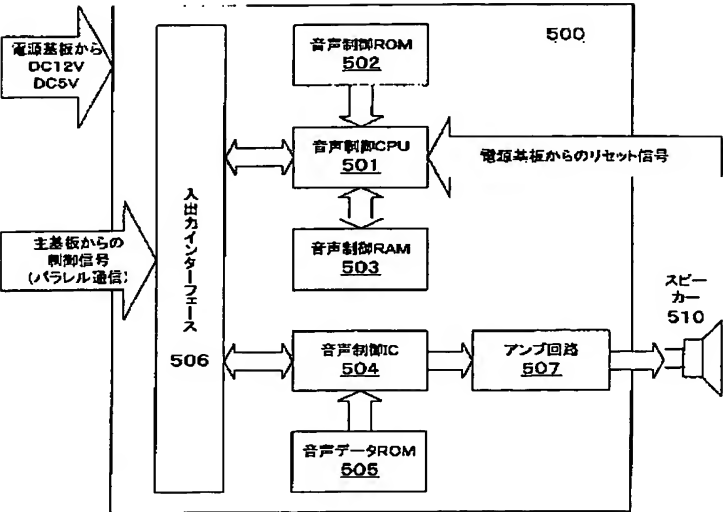 500
電源基板から
DC12V
DC5V
音声制御ROM
502
音声制御CPU
501
電源基板からのリセット信号
音声制御RAM
503
主基板からの
制御信号
(パラレル通信)
入出力インターフェース
506
音声制御IC
504
アンプ回路
507
スピー
カー
510
音声データROM
505